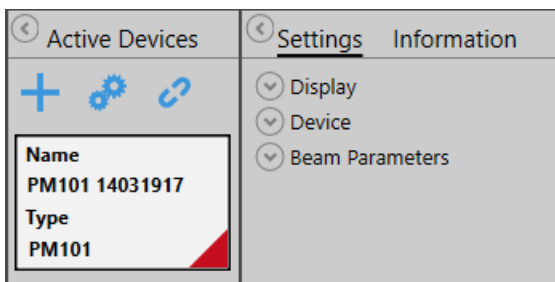 Active Devices
Name
PM101 14031917
Type
PM101
Settings Information
Display
Device
Beam Parameters